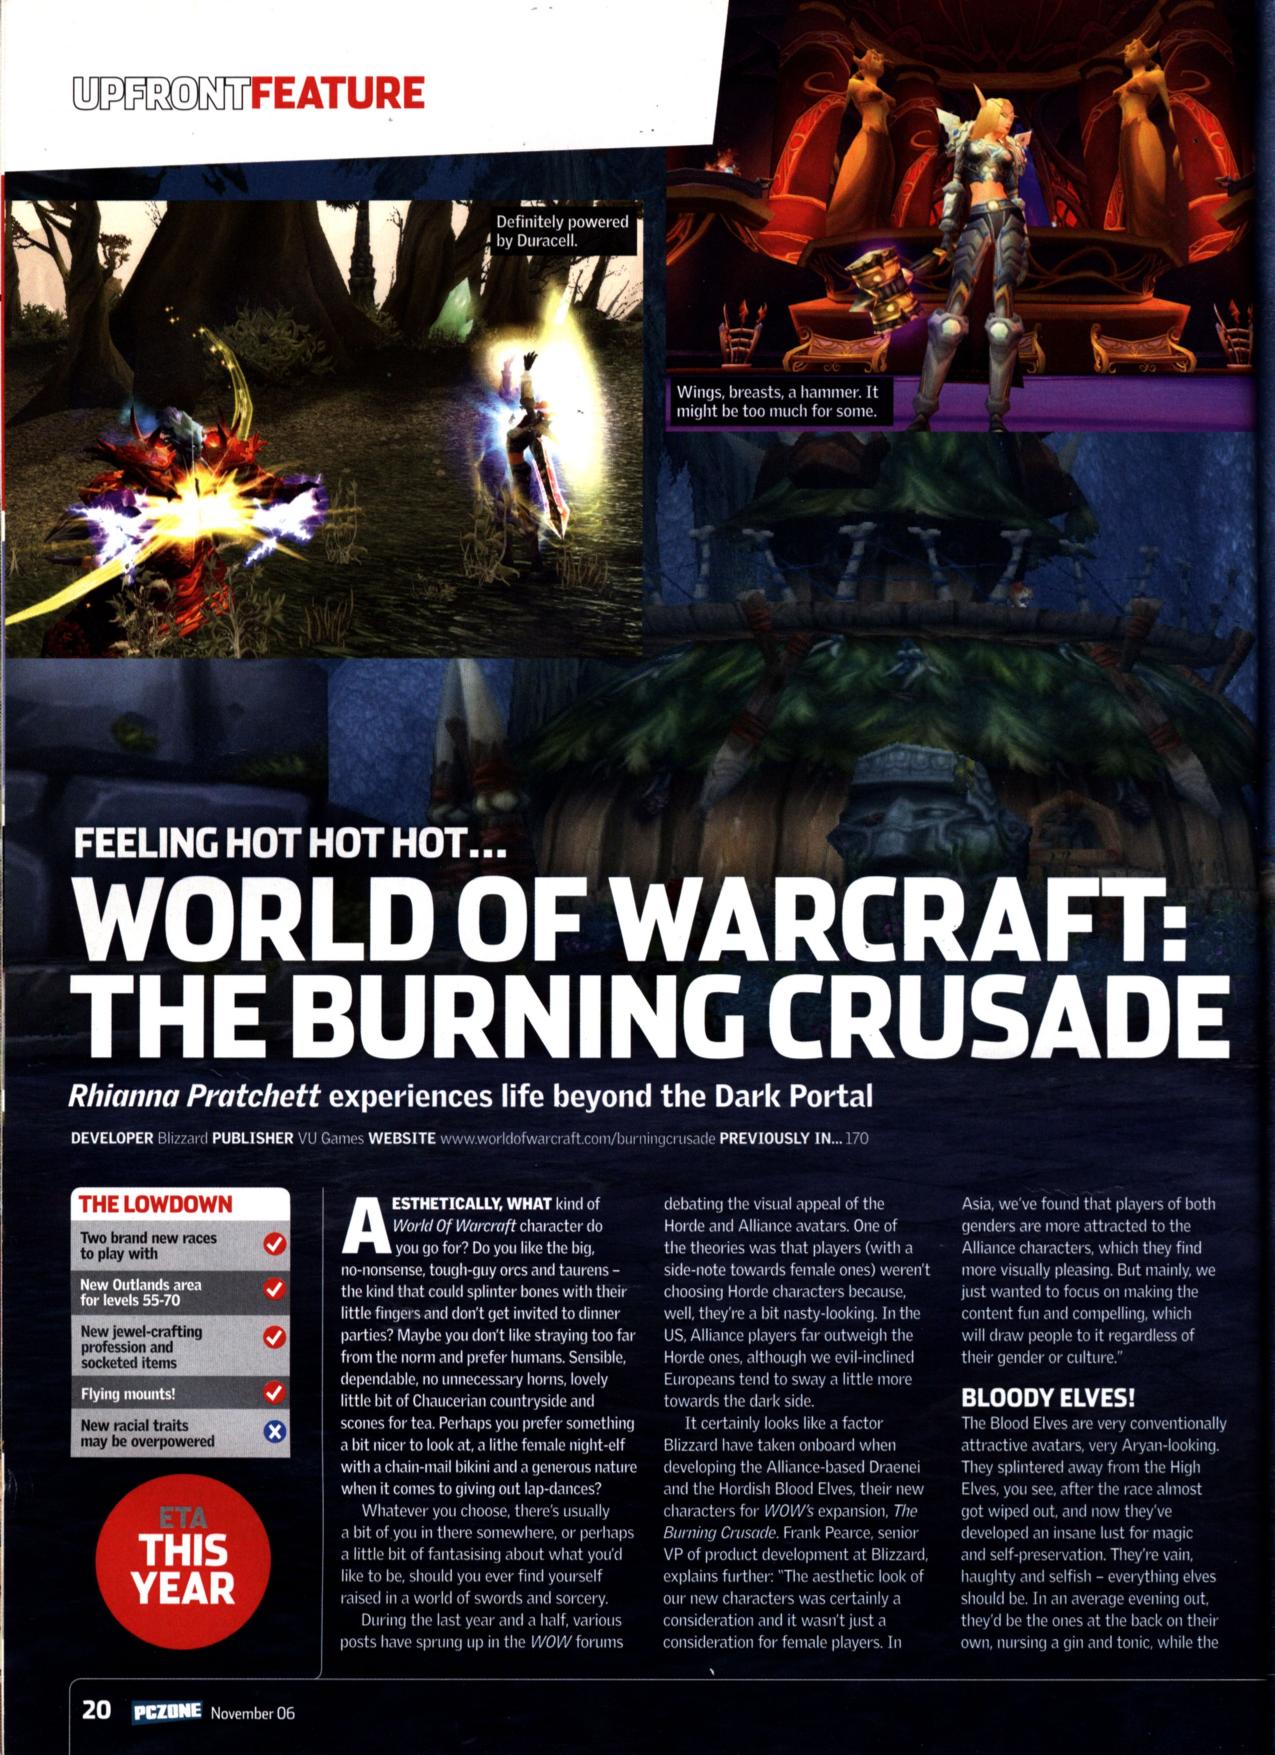 UPFRONTFEATURE
Definitely powered
by Duracell.
Wings, breasts, a hammer. It
might be too much for some.
FEELING HOT HOT HOT...
WORLD OF WARCRAFT:
THE BURNING CRUSADE
Rhianna Pratchett experiences life beyond the Dark Portal
DEVELOPER Blizzard PUBLISHER VU Games WEBSITE www.worldofwarcraft.com/burningcrusade PREVIOUSLY IN... 170
THE LOWDOWN
Two brand new races
to play with
New Outlands area
for levels 55-70
New jewel-crafting
profession and
socketed items
Flying mounts!
New racial traits
may be overpowered
ETA
THIS
YEAR
AESTHETICALLY, WHAT kind of
World Of Warcraft character do
you go for? Do you like the big,
no-nonsense, tough-guy orcs and taurens –
the kind that could splinter bones with their
little fingers and don't get invited to dinner
parties? Maybe you don't like straying too far
from the norm and prefer humans. Sensible,
dependable, no unnecessary horns, lovely
little bit of Chaucerian countryside and
scones for tea. Perhaps you prefer something
a bit nicer to look at, a lithe female night-elf
with a chain-mail bikini and a generous nature
when it comes to giving out lap-dances?
Whatever you choose, there's usually
a bit of you in there somewhere, or perhaps
a little bit of fantasising about what you'd
like to be, should you ever find yourself
raised in a world of swords and sorcery.
During the last year and a half, various
posts have sprung up in the WOW forums
debating the visual appeal of the
Horde and Alliance avatars. One of
the theories was that players (with a
side-note towards female ones) weren't
choosing Horde characters because,
well, they're a bit nasty-looking. In the
US, Alliance players far outweigh the
Horde ones, although we evil-inclined
Europeans tend to sway a little more
towards the dark side.
It certainly looks like a factor
Blizzard have taken onboard when
developing the Alliance-based Draenei
and the Hordish Blood Elves, their new
characters for WOW's expansion, The
Burning Crusade. Frank Pearce, senior
VP of product development at Blizzard,
explains further: "The aesthetic look of
our new characters was certainly a
consideration and it wasn't just a
consideration for female players. In
Asia, we've found that players of both
genders are more attracted to the
Alliance characters, which they find
more visually pleasing. But mainly, we
just wanted to focus on making the
content fun and compelling, which
will draw people to it regardless of
their gender or culture."
BLOODY ELVES!
The Blood Elves are very conventionally
attractive avatars, very Aryan-looking.
They splintered away from the High
Elves, you see, after the race almost
got wiped out, and now they've
developed an insane lust for magic
and self-preservation. They're vain,
haughty and selfish – everything elves
should be. In an average evening out,
they'd be the ones at the back on their
own, nursing a gin and tonic, while the
20 PCZONE November 06